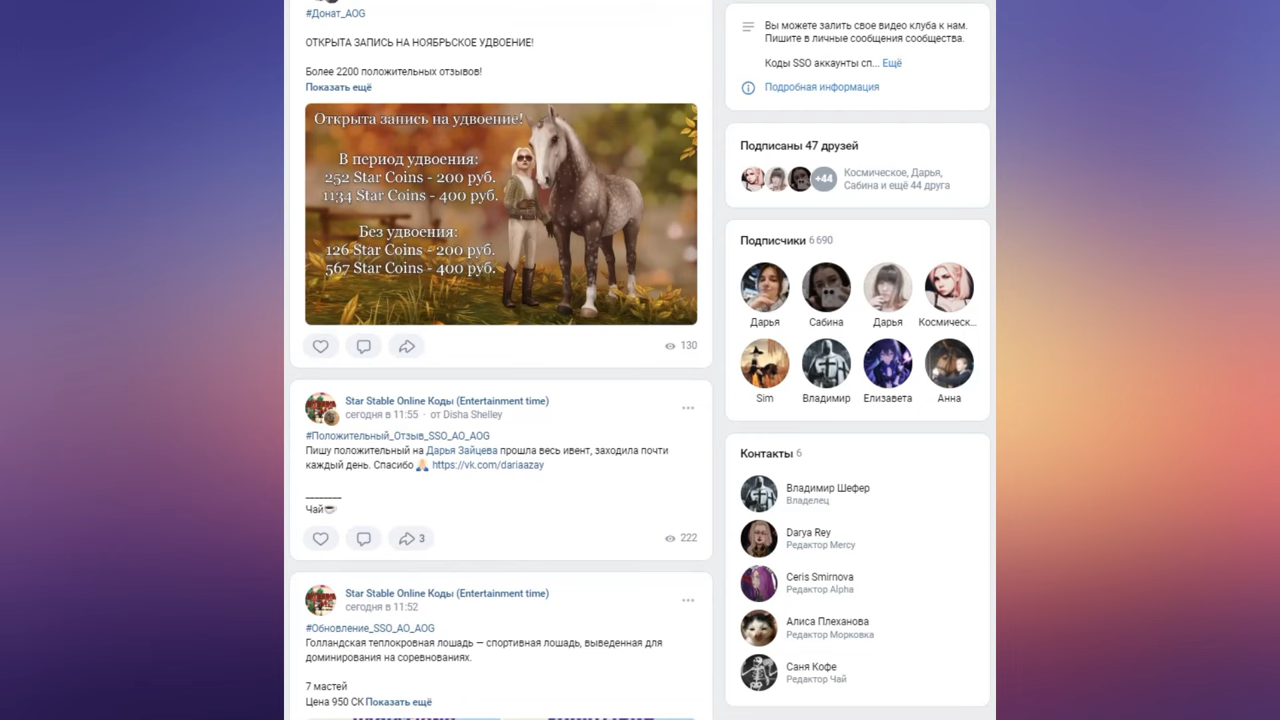 #Донат_AOG
ОТКРЫТА ЗАПИСЬ НА НОЯБРЬСКОЕ УДВОЕНИЕ!
Более 2200 положительных отзывов!
Показать ещё
Открыта запись на удвоение!
В период удвоения:
252 Star Coins - 200 руб.
1134 Star Coins - 400 руб.
Без удвоения:
126 Star Coins - 200 руб.
567 Star Coins - 400 руб.
130
Star Stable Online Коды (Entertainment time)
сегодня в 11:55 · от Disha Shelley
#Положительный_Отзыв_SSO_AO_AOG
Пишу положительный на Дарья Зайцева прошла весь ивент, заходила почти
каждый день. Спасибо 🙏🏻 https://vk.com/dariaazay
________
Чай☕
3
222
Star Stable Online Коды (Entertainment time)
сегодня в 11:52
#Обновление_SSO_AO_AOG
Голландская теплокровная лошадь — спортивная лошадь, выведенная для
доминирования на соревнованиях.
7 мастей
Цена 950 СК Показать ещё
Вы можете залить свое видео клуба к нам.
Пишите в личные сообщения сообщества.
Коды SSO аккаунты сп... Ещё
Подробная информация
Подписаны 47 друзей
+44
Космическое, Дарья,
Сабина и ещё 44 друга
Подписчики 6 690
Дарья Сабина Дарья Космическ...
Sim Владимир Елизавета Анна
Контакты 6
Владимир Шефер
Владелец
Darya Rey
Редактор Mercy
Ceris Smirnova
Редактор Alpha
Алиса Плеханова
Редактор Морковка
Саня Кофе
Редактор Чай